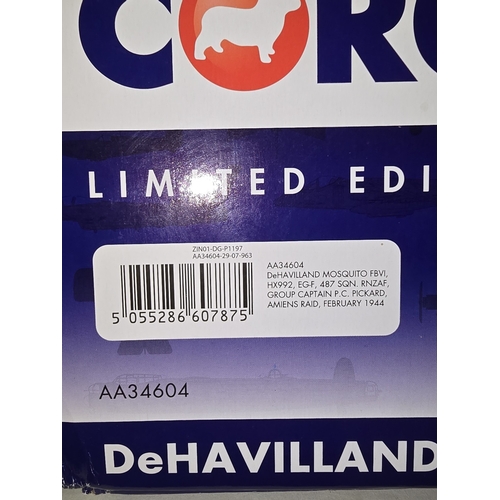 CORG
LIMITED EDI
ZIN01-DG-P1197
AA34604-29-07-963
5 055286 607875
AA34604
DeHAVILLAND MOSQUITO FBVI,
HX992, EG-F, 487 SQN. RNZAF,
GROUP CAPTAIN P.C. PICKARD,
AMIENS RAID, FEBRUARY 1944
AA34604
DeHAVILLAND